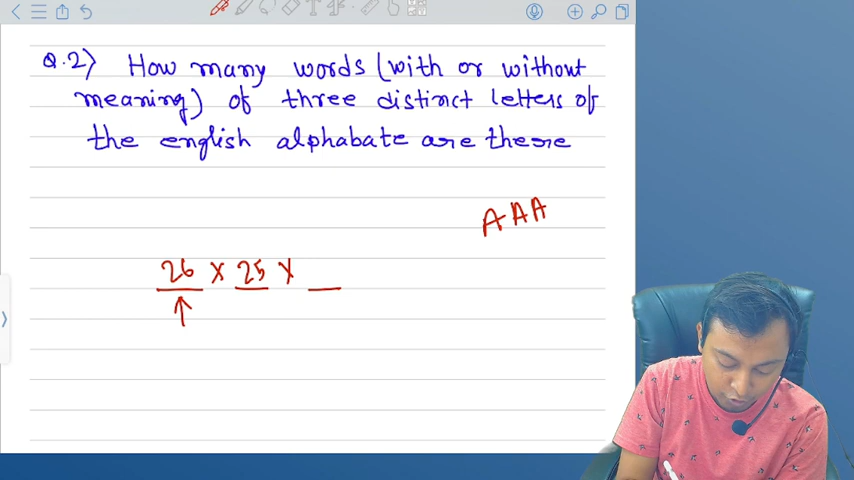 Q.2) How many words (with or without
meaning) of three distinct letters of
the english alphabate are there
AAA
26 × 25 ×